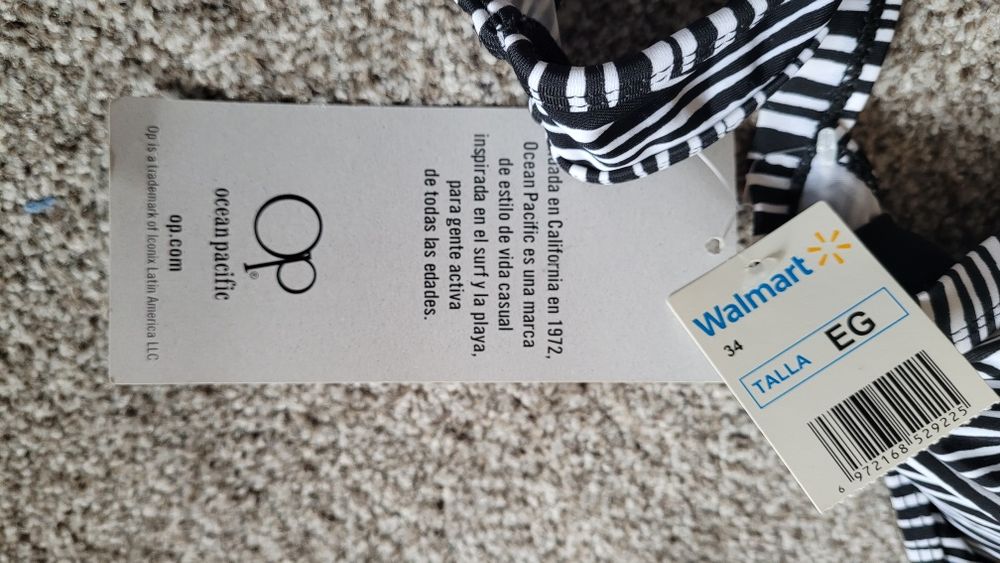 dada en California en 1972,
Ocean Pacific es una marca
de estilo de vida casual
inspirada en el surf y la playa,
para gente activa
de todas las edades.
Op
ocean pacific®
op.com
Op is a trademark of Iconix Latin America LLC
Walmart
34
TALLA EG
6 972168 529225